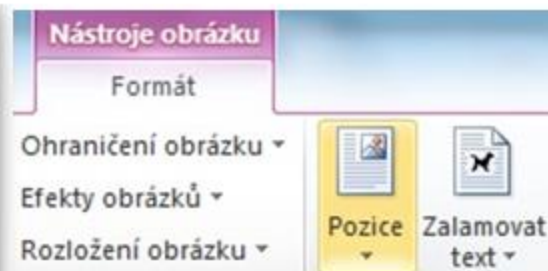 Nástroje obrázku
Formát
Ohraničení obrázku
Efekty obrázků
Rozložení obrázku
Pozice
Zalamovat
text